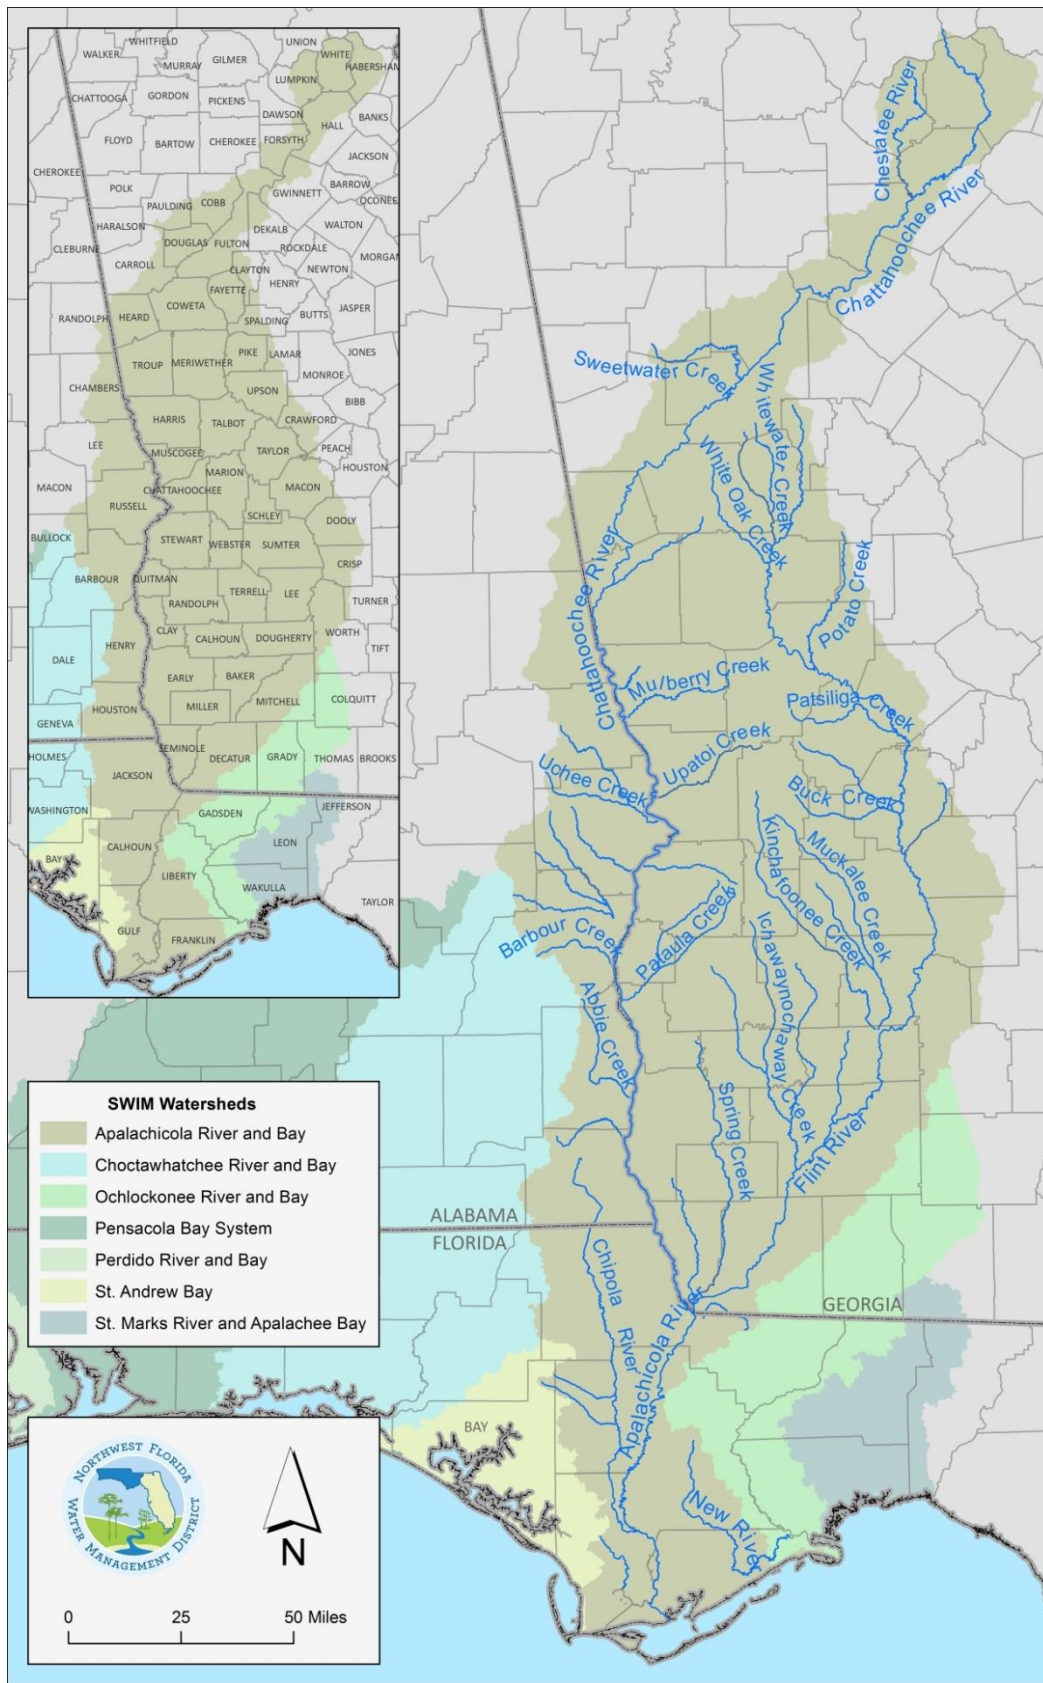 WHITFIELD
UNION
WALKER
MURRAY
GILMER
WHITE
HABERSHAM
LUMPKIN
CHATTOOGA
GORDON
PICKENS
DAWSON
BANKS
HALL
FLOYD
BARTOW
CHEROKEE
FORSYTH
JACKSON
CHEROKEE
POLK
GWINNETT
BARROW
OCONEE
PAULDING
COBB
HARALSON
DEKALB
WALTON
CLEBURNE
DOUGLAS
FULTON
ROCKDALE
MORGAN
CARROLL
CLAYTON
NEWTON
HENRY
FAYETTE
COWETA
JASPER
RANDOLPH
HEARD
SPALDING
BUTTS
TROUP
MERIWETHER
PIKE
LAMAR
JONES
MONROE
CHAMBERS
UPSON
BIBB
HARRIS
TALBOT
CRAWFORD
LEE
MUSCOGEE
TAYLOR
PEACH
HOUSTON
MARION
MACON
CHATTAHOOCHEE
MACON
RUSSELL
SCHLEY
DOOLY
BULLOCK
STEWART
WEBSTER
SUMTER
CRISP
BARBOUR
QUITMAN
TERRELL
LEE
TURNER
RANDOLPH
CLAY
CALHOUN
DOUGHERTY
WORTH
TIFT
HENRY
DALE
EARLY
BAKER
COLQUITT
MITCHELL
MILLER
HOUSTON
GENEVA
SEMINOLE
DECATUR
GRADY
THOMAS
BROOKS
HOLMES
JACKSON
WASHINGTON
GADSDEN
JEFFERSON
LEON
CALHOUN
BAY
LIBERTY
WAKULLA
TAYLOR
GULF
FRANKLIN
Chestatee River
Chattahoochee River
Sweetwater Creek
Whitewater Creek
White Oak Creek
Chattahoochee River
Potato Creek
Mulberry Creek
Patsiliga Creek
Upatoi Creek
Uchee Creek
Buck Creek
Kinchafoonee Creek
Muckalee Creek
Ichawaynocheway Creek
Pataula Creek
Barbour Creek
Abbie Creek
Spring Creek
Flint River
ALABAMA
FLORIDA
GEORGIA
Chipola River
Apalachicola River
BAY
New River
SWIM Watersheds
Apalachicola River and Bay
Choctawhatchee River and Bay
Ochlockonee River and Bay
Pensacola Bay System
Perdido River and Bay
St. Andrew Bay
St. Marks River and Apalachee Bay
NORTHWEST FLORIDA
WATER MANAGEMENT DISTRICT
N
0 25 50 Miles